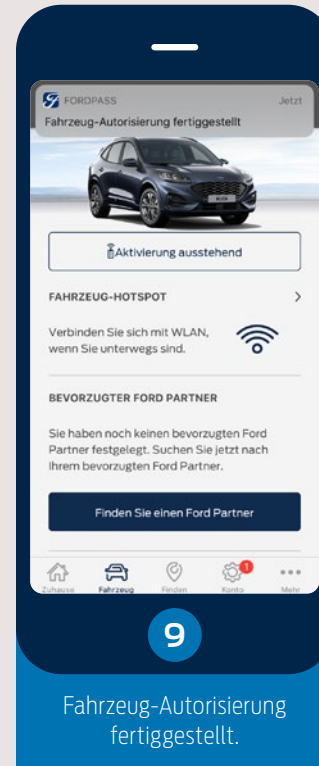 FORDPASS Jetzt
Fahrzeug-Autorisierung fertiggestellt
Aktivierung ausstehend
FAHRZEUG-HOTSPOT
Verbinden Sie sich mit WLAN,
wenn Sie unterwegs sind.
BEVORZUGTER FORD PARTNER
Sie haben noch keinen bevorzugten Ford
Partner festgelegt. Suchen Sie jetzt nach
Ihrem bevorzugten Ford Partner.
Finden Sie einen Ford Partner
1
Zuhause Fahrzeug Finden Konto Mehr
9
Fahrzeug-Autorisierung
fertiggestellt.